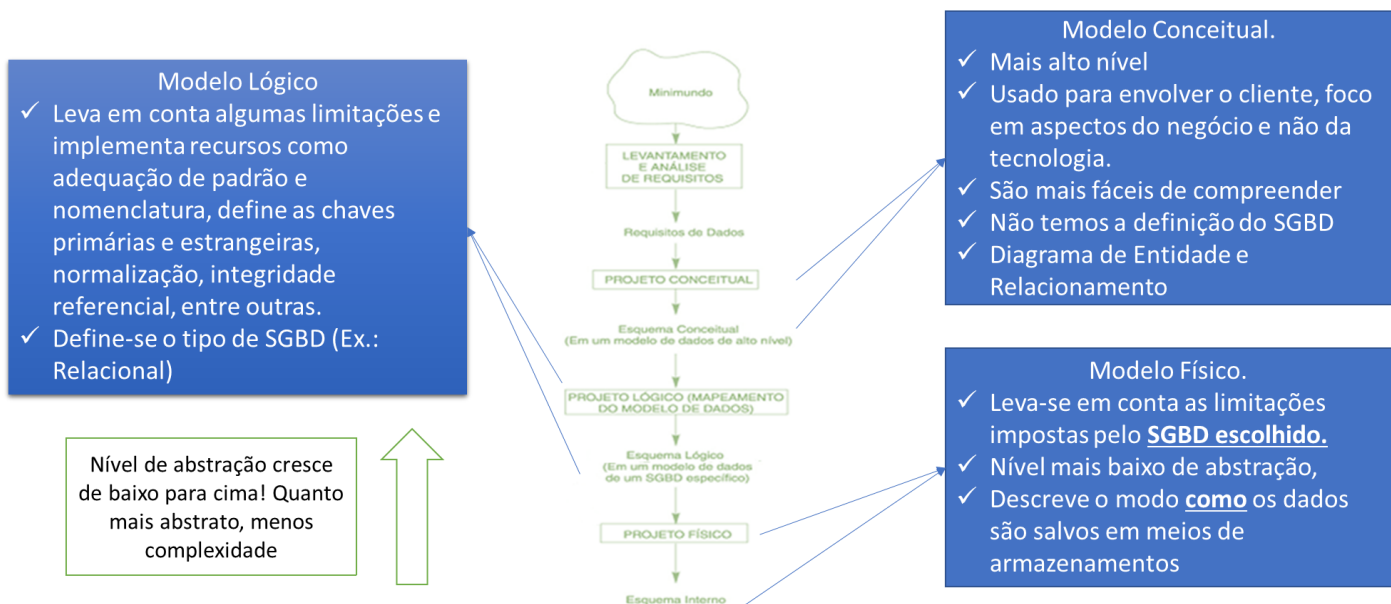 Modelo Lógico
✓ Leva em conta algumas limitações e
implementa recursos como
adequação de padrão e
nomenclatura, define as chaves
primárias e estrangeiras,
normalização, integridade
referencial, entre outras.
✓ Define-se o tipo de SGBD (Ex.:
Relacional)
Nível de abstração cresce
de baixo para cima! Quanto
mais abstrato, menos
complexidade
Minimundo
LEVANTAMENTO
E ANÁLISE
DE REQUISITOS
Requisitos de Dados
PROJETO CONCEITUAL
Esquema Conceitual
(Em um modelo de dados de alto nível)
PROJETO LÓGICO (MAPEAMENTO
DO MODELO DE DADOS)
Esquema Lógico
(Em um modelo de dados
de um SGBD específico)
PROJETO FÍSICO
Esquema Interno
Modelo Conceitual.
✓ Mais alto nível
✓ Usado para envolver o cliente, foco
em aspectos do negócio e não da
tecnologia.
✓ São mais fáceis de compreender
✓ Não temos a definição do SGBD
✓ Diagrama de Entidade e
Relacionamento
Modelo Físico.
✓ Leva-se em conta as limitações
impostas pelo SGBD escolhido.
✓ Nível mais baixo de abstração,
✓ Descreve o modo como os dados
são salvos em meios de
armazenamentos